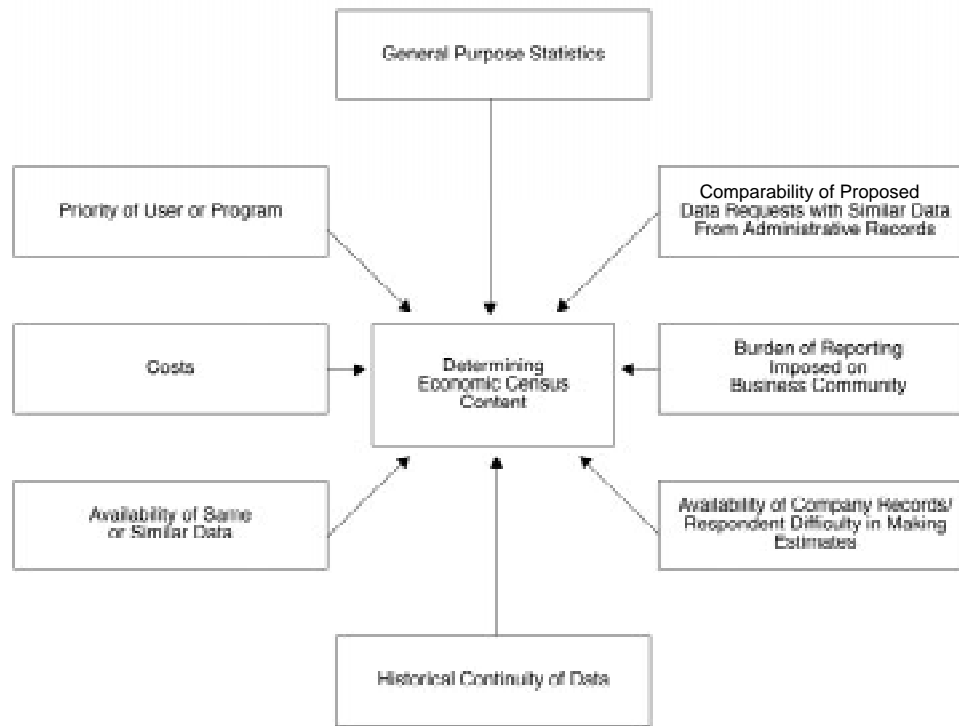 General Purpose Statistics
Priority of User or Program
Comparability of Proposed
Data Requests with Similar Data
From Administrative Records
Costs
Determining
Economic Census
Content
Burden of Reporting
Imposed on
Business Community
Availability of Same
or Similar Data
Availability of Company Records/
Respondent Difficulty in Making
Estimates
Historical Continuity of Data